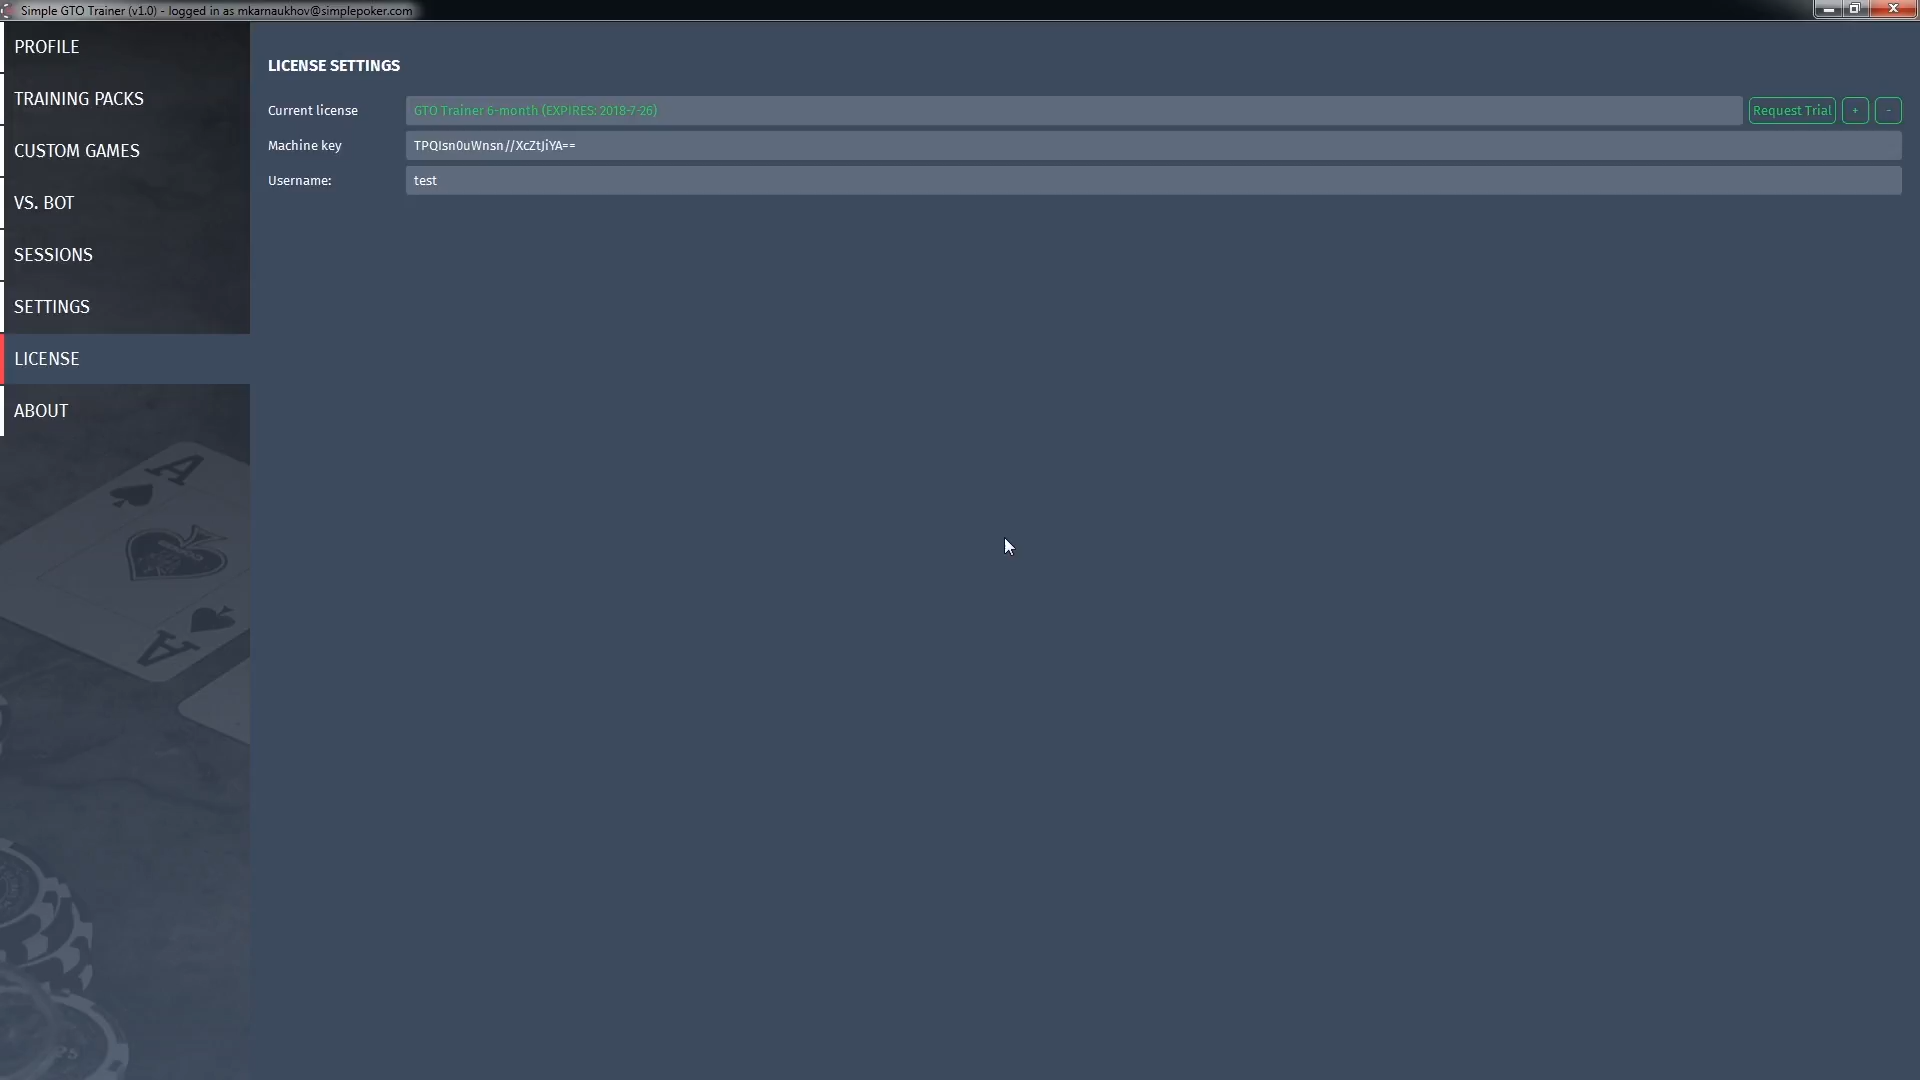 Simple GTO Trainer (v1.0) - logged in as mkarnaukhov@simplepoker.com
PROFILE
TRAINING PACKS
CUSTOM GAMES
VS. BOT
SESSIONS
SETTINGS
LICENSE
ABOUT
LICENSE SETTINGS
Current license GTO Trainer 6-month (EXPIRES: 2018-7-26) Request Trial + -
Machine key TPQIsn0uWnsn//XcZtJiYA==
Username: test
A
A